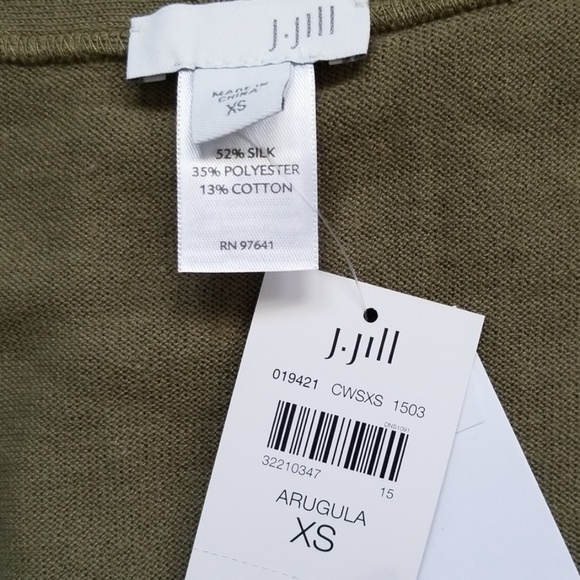 J.Jill
MADE IN
CHINA
XS
52% SILK
35% POLYESTER
13% COTTON
RN 97641
J.Jill
019421 CWSXS 1503
DNS1091
32210347 15
ARUGULA
XS